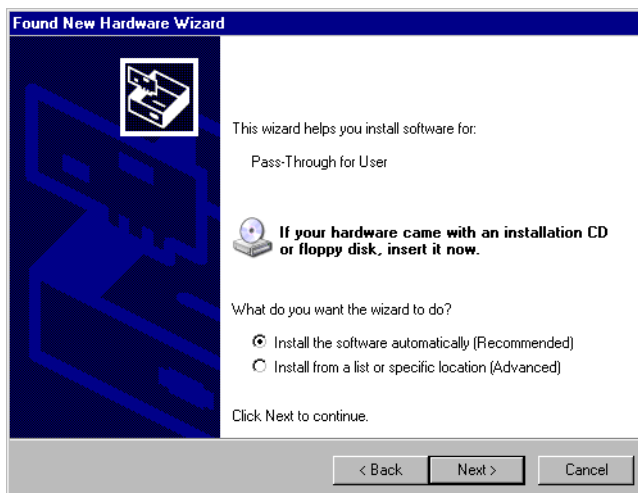 Found New Hardware Wizard
This wizard helps you install software for:
Pass-Through for User
If your hardware came with an installation CD
or floppy disk, insert it now.
What do you want the wizard to do?
Install the software automatically (Recommended)
Install from a list or specific location (Advanced)
Click Next to continue.
< Back Next > Cancel